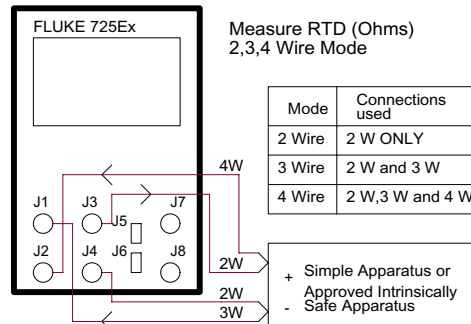 FLUKE 725Ex
Measure RTD (Ohms)
2,3,4 Wire Mode
Mode Connections used
2 Wire 2 W ONLY
3 Wire 2 W and 3 W
4 Wire 2 W,3 W and 4 W
4W
J1 J3 J7
J5
J2 J4 J6 J8
2W
2W
3W
+ Simple Apparatus or
Approved Intrinsically
- Safe Apparatus